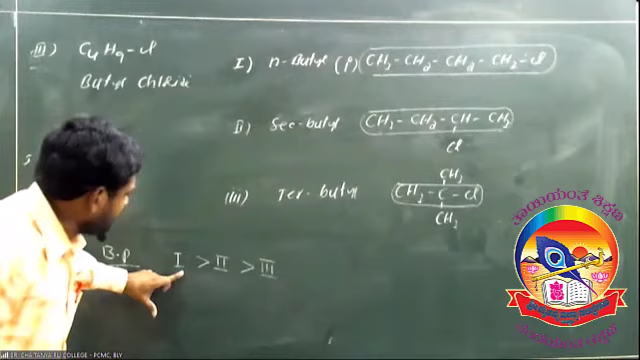 III) C4H9-Cl
Butyl Chloride
I) n-Butyl (p) CH3-CH2-CH2-CH2-Cl
II) Sec-butyl CH3-CH2-CH-CH3
Cl
CH3
(iii) Ter-butyl CH3-C-Cl
CH3
B.p I > II > III
ತಾಯಿಯಂತೆ ಶಿಕ್ಷಣ
SRI CHAITANYA PU COLLEGE - PCMC, BLY